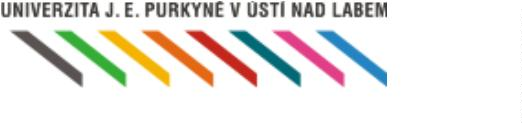 UNIVERZITA J. E. PURKYNĚ V ÚSTÍ NAD LABEM